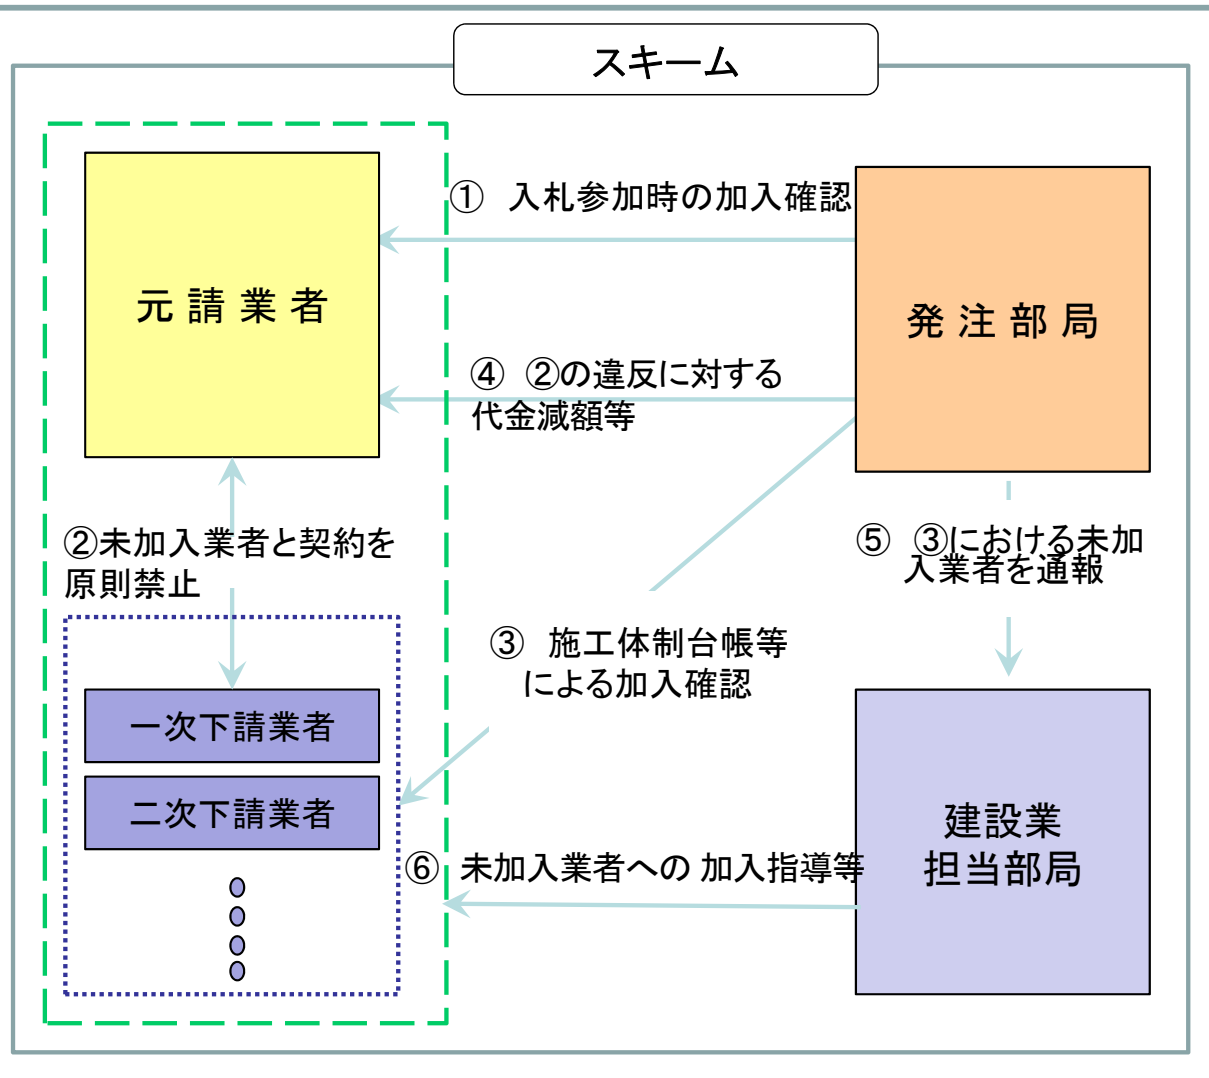 スキーム
① 入札参加時の加入確認
元請業者
発注部局
④ ②の違反に対する
代金減額等
②未加入業者と契約を
原則禁止
⑤ ③における未加
入業者を通報
③ 施工体制台帳等
による加入確認
一次下請業者
二次下請業者
建設業
担当部局
⑥ 未加入業者への 加入指導等